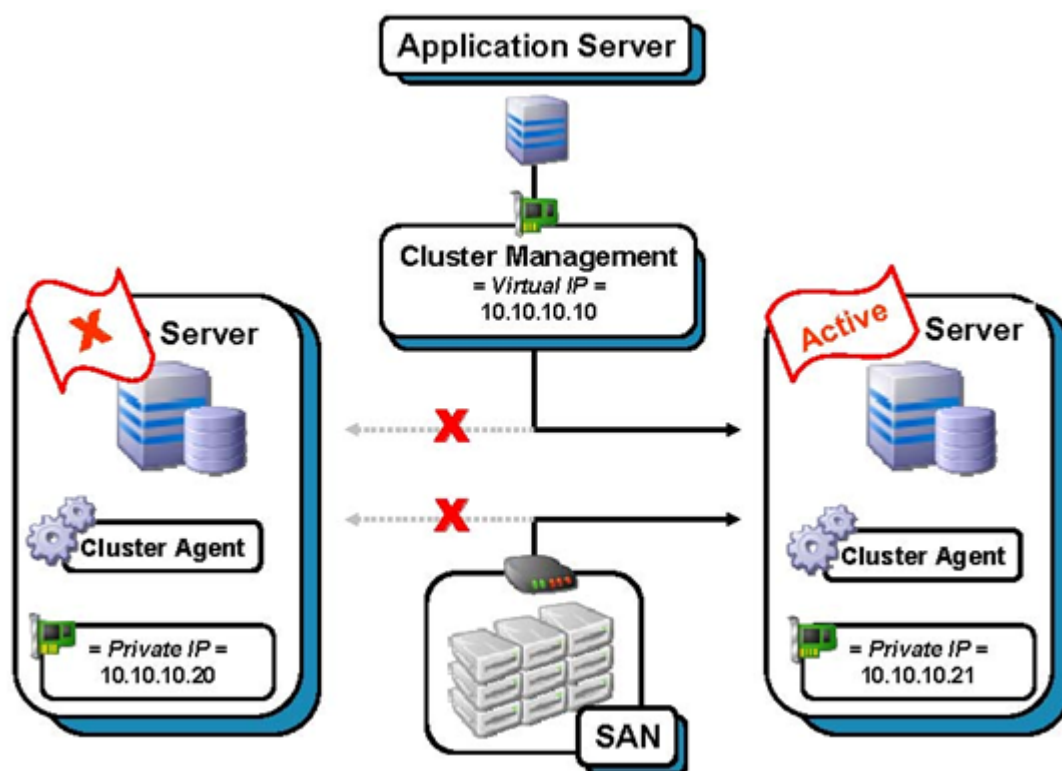 Application Server
Cluster Management
= Virtual IP =
10.10.10.10
X
Server
Active
Server
X
X
Cluster Agent
Cluster Agent
= Private IP =
10.10.10.20
= Private IP =
10.10.10.21
SAN